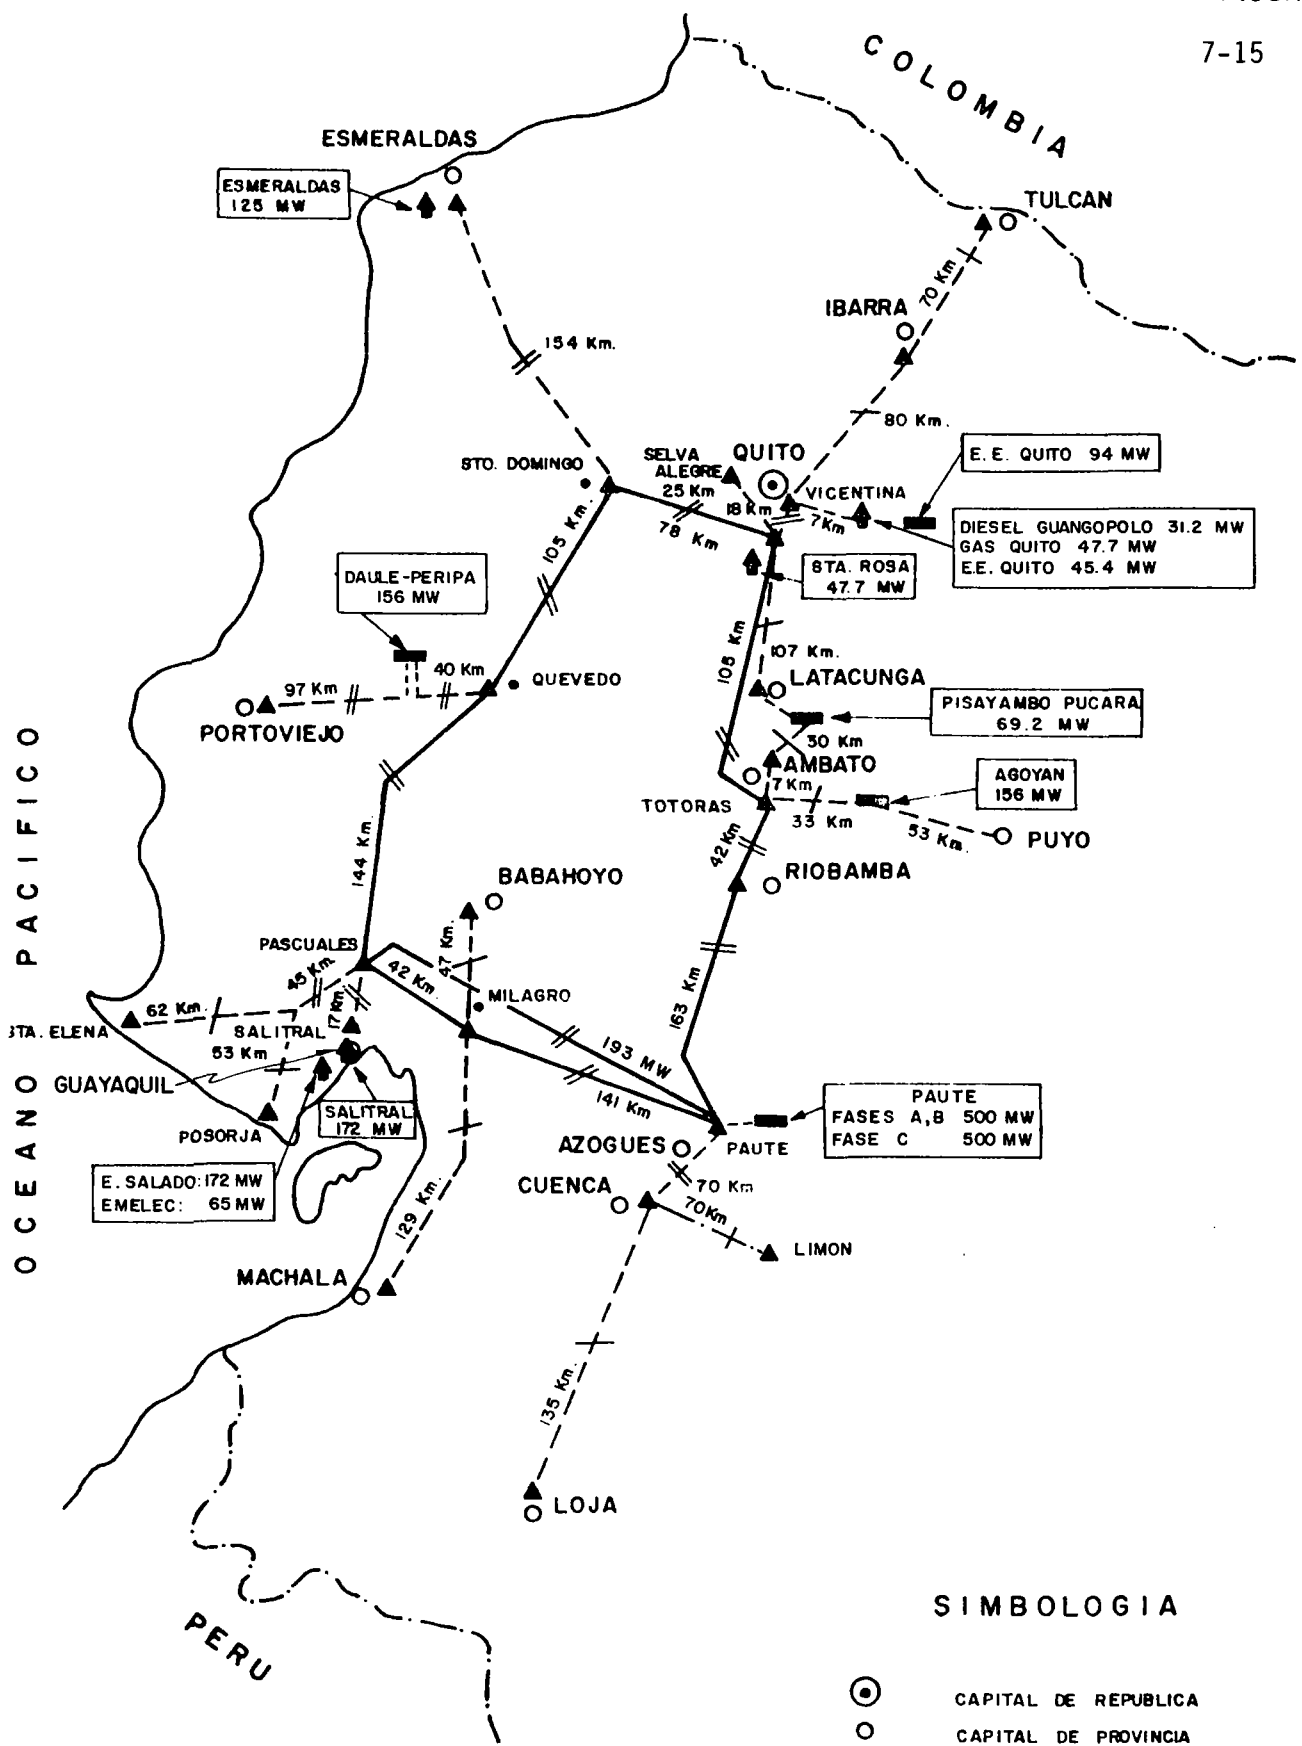 7-15
COLOMBIA
ESMERALDAS
ESMERALDAS
125 MW
TULCAN
70 Km
IBARRA
154 Km.
80 Km.
E.E. QUITO 94 MW
STO. DOMINGO
SELVA
ALEGRE
25 Km
QUITO
VICENTINA
18 Km
7 Km
78 Km
DIESEL GUANGOPOLO 31.2 MW
GAS QUITO 47.7 MW
E.E. QUITO 45.4 MW
STA. ROSA
47.7 MW
105 Km.
DAULE-PERIPA
156 MW
105 Km
107 Km.
40 Km
97 Km
QUEVEDO
PORTOVIEJO
LATACUNGA
PISAYAMBO PUCARA
69.2 MW
30 Km
AMBATO
7 Km
AGOYAN
156 MW
TOTORAS
33 Km
53 Km.
PUYO
42 Km
RIOBAMBA
144 Km.
BABAHOYO
47 Km.
PASCUALES
45 Km.
42 Km.
MILAGRO
163 Km
62 Km.
STA. ELENA
SALITRAL
17 Km
53 Km
GUAYAQUIL
193 MW
141 Km
SALITRAL
172 MW
POSORJA
PAUTE
FASES A,B 500 MW
FASE C 500 MW
AZOGUES
PAUTE
E. SALADO: 172 MW
EMELEC: 65 MW
CUENCA
70 Km
70 Km
LIMON
129 Km.
MACHALA
135 Km.
LOJA
OCEANO PACIFICO
PERU
SIMBOLOGIA
CAPITAL DE REPUBLICA
CAPITAL DE PROVINCIA